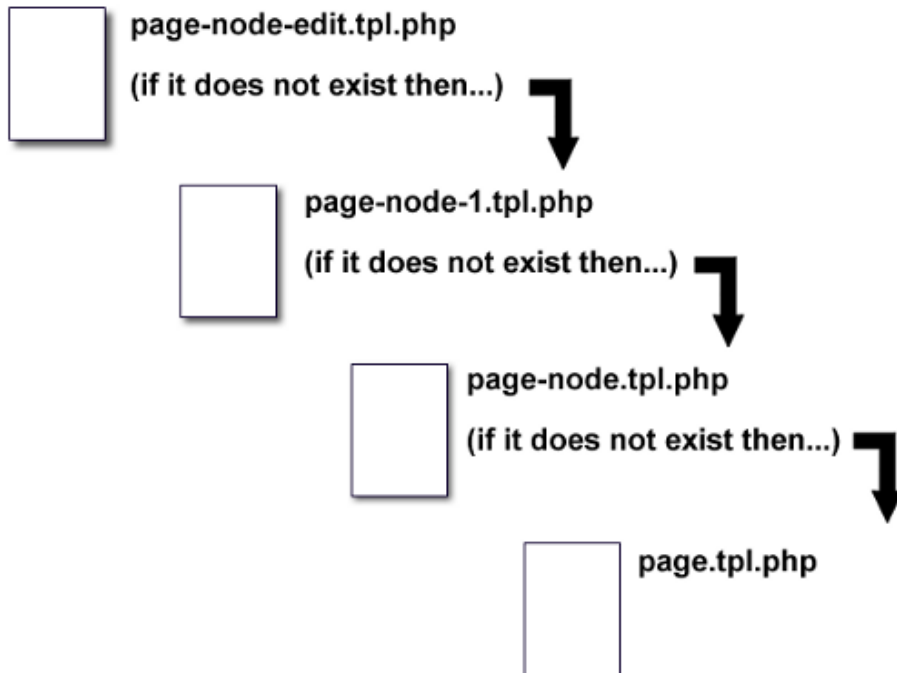 page-node-edit.tpl.php
(if it does not exist then...)
page-node-1.tpl.php
(if it does not exist then...)
page-node.tpl.php
(if it does not exist then...)
page.tpl.php